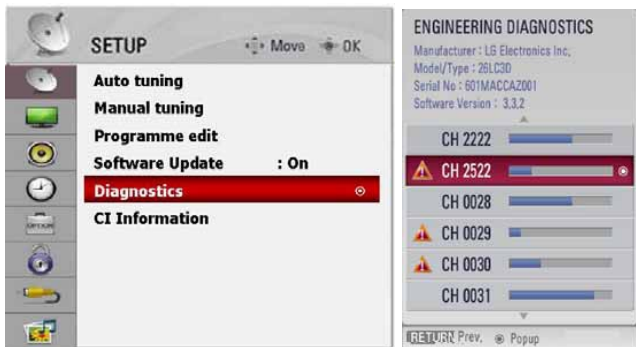 SETUP
Move OK
Auto tuning
Manual tuning
Programme edit
Software Update : On
Diagnostics
CI Information
OPTION
ENGINEERING DIAGNOSTICS
Manufacturer : LG Electronics Inc,
Model/Type : 26LC3D
Serial No : 601MACCAZ001
Software Version : 3,3,2
CH 2222
CH 2522
CH 0028
CH 0029
CH 0030
CH 0031
RETURN Prev. Popup